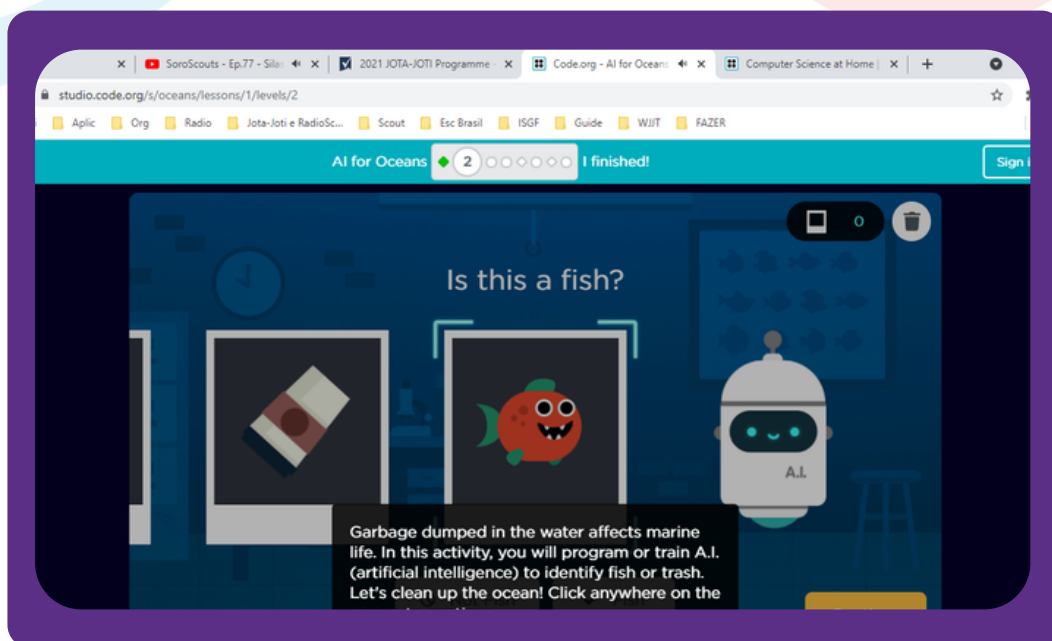 SoroScouts - Ep.77 - Sila
2021 JOTA-JOTI Programme -
Code.org - AI for Oceans
Computer Science at Home |
studio.code.org/s/oceans/lessons/1/levels/2
Aplic Org Radio Jota-Joti e RadioSc... Scout Esc Brasil ISGF Guide WJJT FAZER
AI for Oceans 2 I finished! Sign i
0
Is this a fish?
A.I.
Garbage dumped in the water affects marine
life. In this activity, you will program or train A.I.
(artificial intelligence) to identify fish or trash.
Let's clean up the ocean! Click anywhere on the